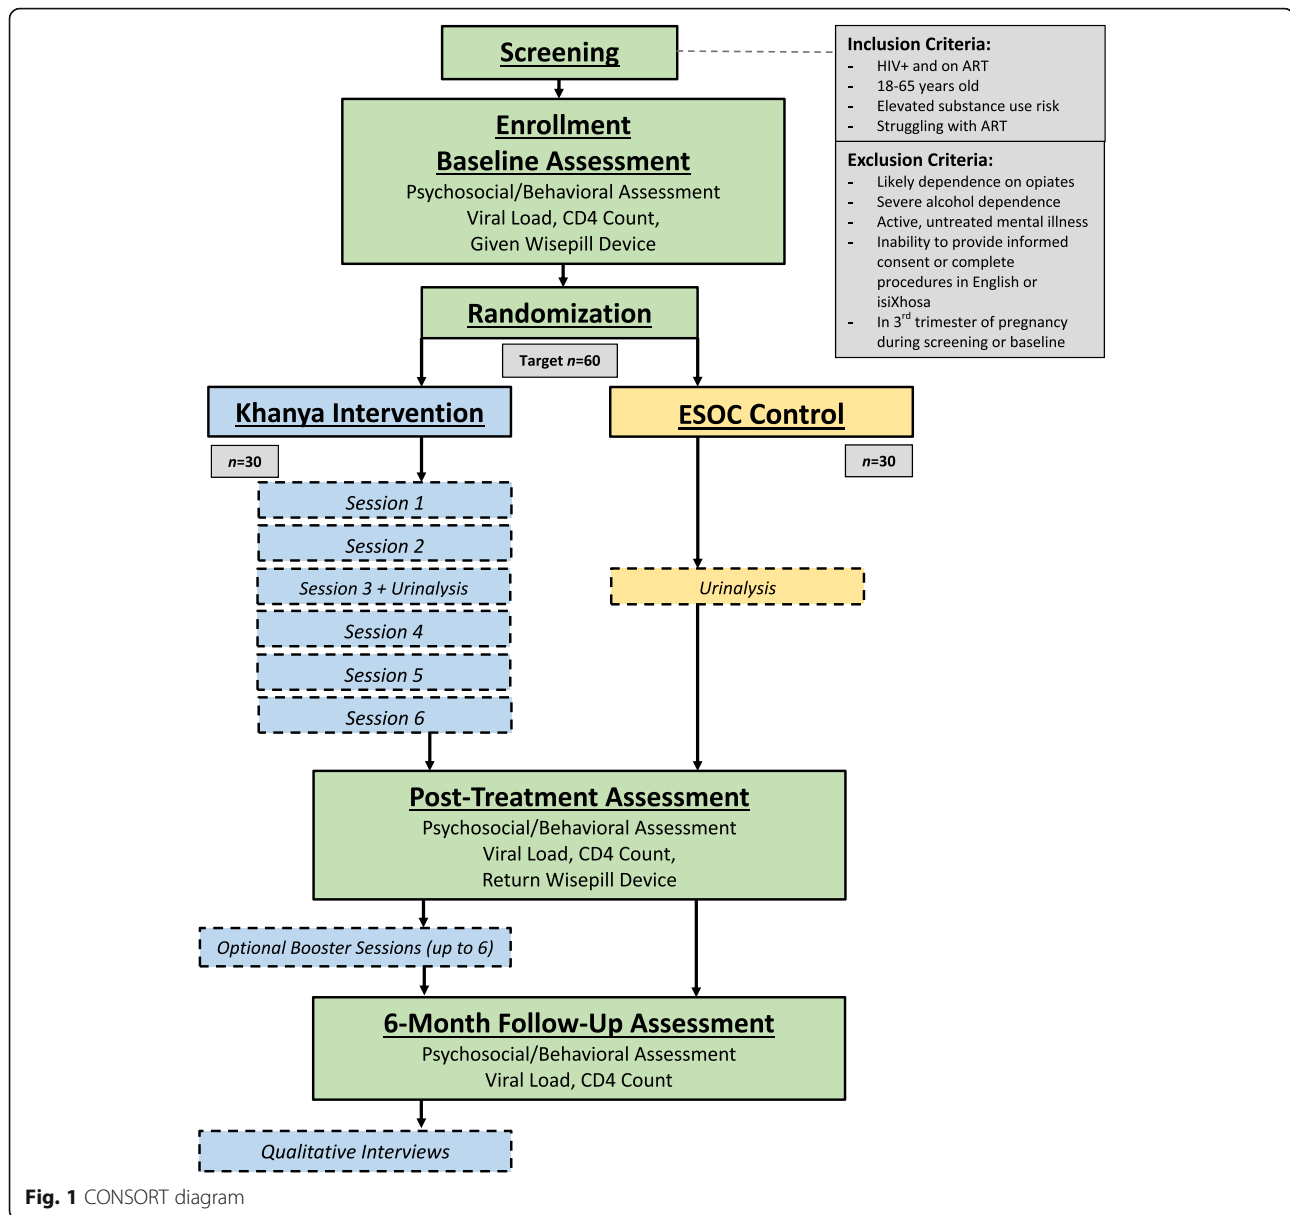 Screening
Inclusion Criteria:
- HIV+ and on ART
- 18-65 years old
- Elevated substance use risk
- Struggling with ART
Exclusion Criteria:
- Likely dependence on opiates
- Severe alcohol dependence
- Active, untreated mental illness
- Inability to provide informed
consent or complete
procedures in English or
isiXhosa
- In 3rd trimester of pregnancy
during screening or baseline
Enrollment
Baseline Assessment
Psychosocial/Behavioral Assessment
Viral Load, CD4 Count,
Given Wisepill Device
Randomization
Target n=60
Khanya Intervention
ESOC Control
n=30
n=30
Session 1
Session 2
Session 3 + Urinalysis
Urinalysis
Session 4
Session 5
Session 6
Post-Treatment Assessment
Psychosocial/Behavioral Assessment
Viral Load, CD4 Count,
Return Wisepill Device
Optional Booster Sessions (up to 6)
6-Month Follow-Up Assessment
Psychosocial/Behavioral Assessment
Viral Load, CD4 Count
Qualitative Interviews
Fig. 1 CONSORT diagram